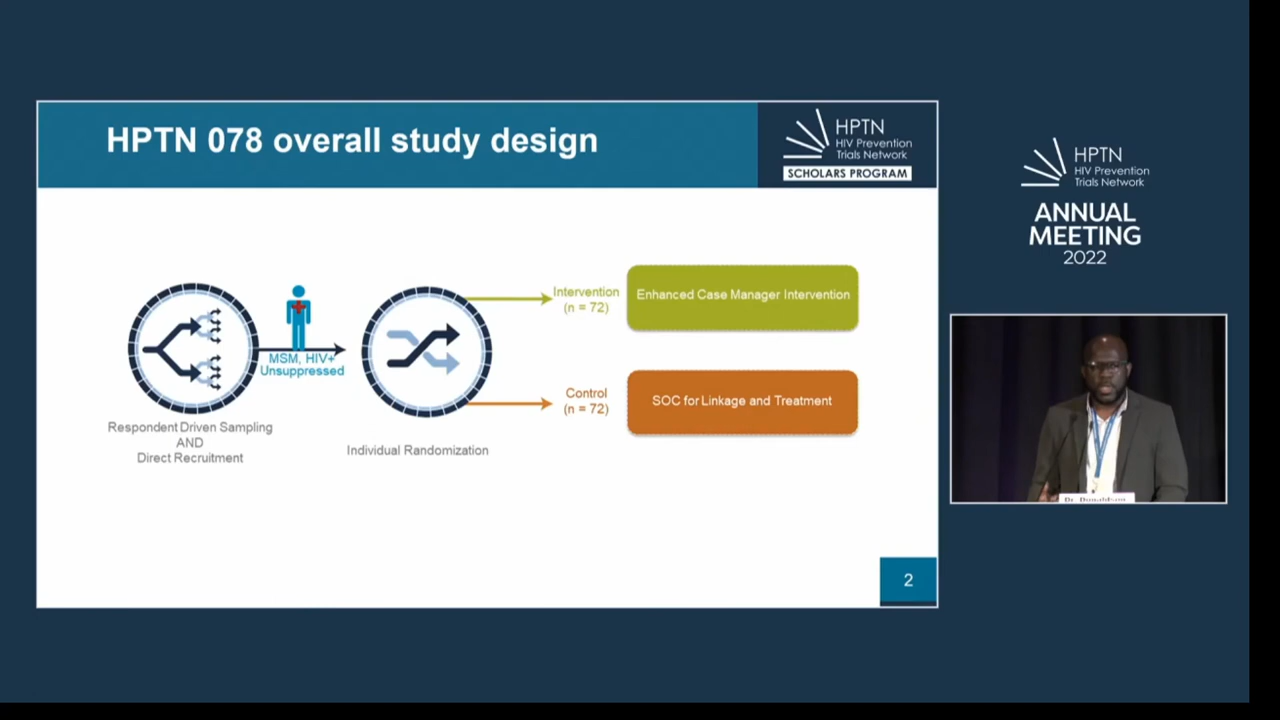 HPTN 078 overall study design
HPTN
HIV Prevention
Trials Network
SCHOLARS PROGRAM
Respondent Driven Sampling
AND
Direct Recruitment
MSM, HIV+
Unsuppressed
Individual Randomization
Intervention
(n = 72)
Enhanced Case Manager Intervention
Control
(n = 72)
SOC for Linkage and Treatment
2
HPTN
HIV Prevention
Trials Network
ANNUAL
MEETING
2022